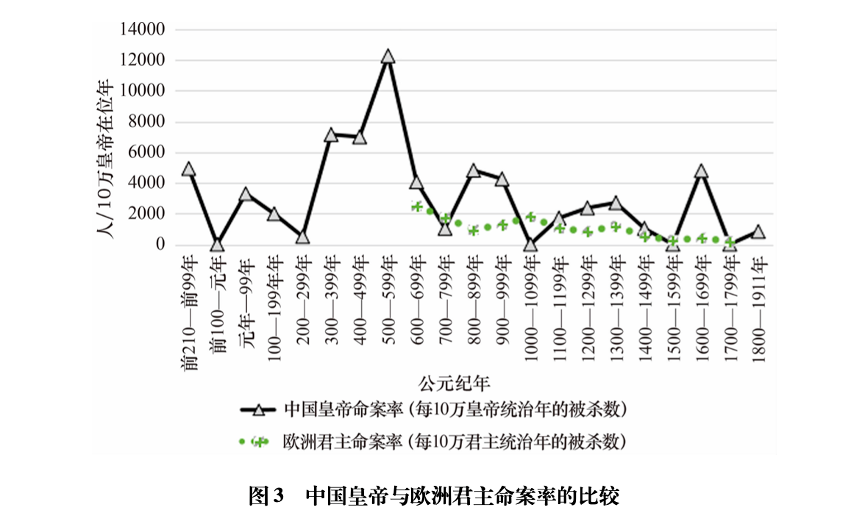 14000
12000
10000
8000
6000
4000
2000
0
人/10万皇帝在位年
前210—前99年
前100—元年
元年—99年
100—199年年
200—299年
300—399年
400—499年
500—599年
600—699年
700—799年
800—899年
900—999年
1000—1099年
1100—1199年
1200—1299年
1300—1399年
1400—1499年
1500—1599年
1600—1699年
1700—1799年
1800—1911年
公元纪年
中国皇帝命案率(每10万皇帝统治年的被杀数)
欧洲君主命案率(每10万君主统治年的被杀数)
图3 中国皇帝与欧洲君主命案率的比较